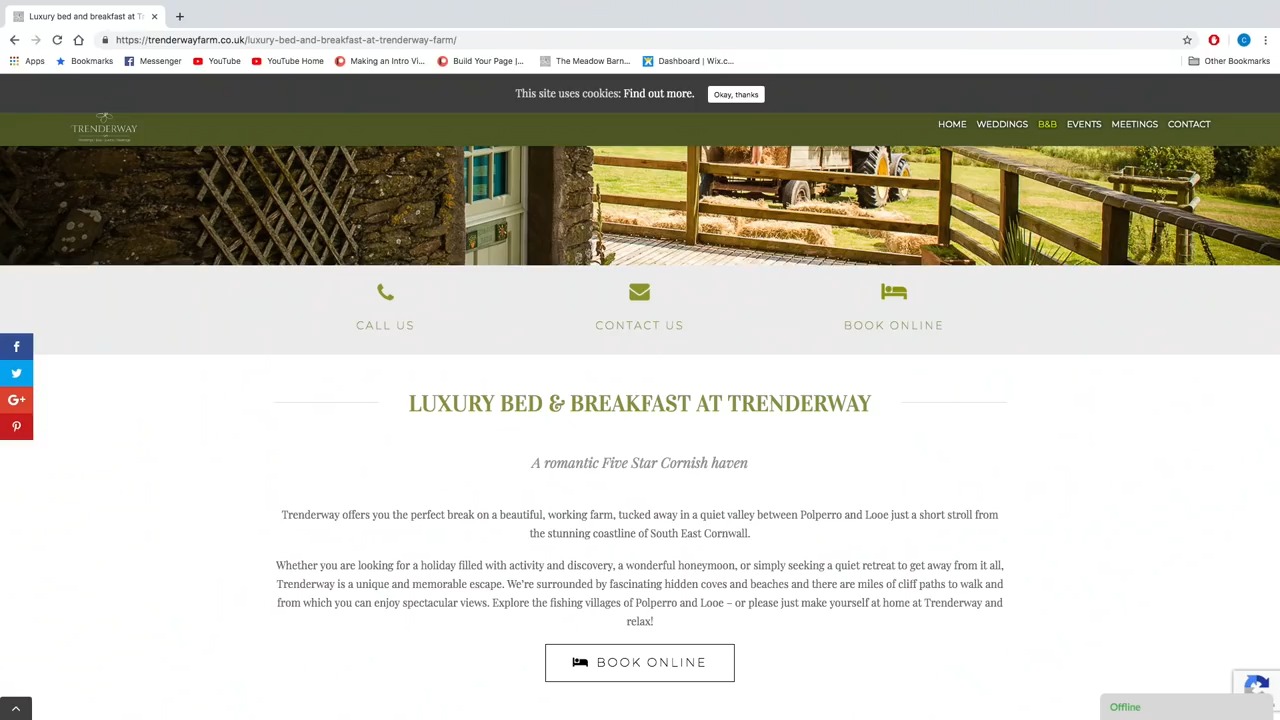 Luxury bed and breakfast at Tr
https://trenderwayfarm.co.uk/luxury-bed-and-breakfast-at-trenderway-farm/
C
Apps
Bookmarks
Messenger
YouTube
YouTube Home
Making an Intro Vi...
Build Your Page |...
The Meadow Barn...
Dashboard | Wix.c...
Other Bookmarks
This site uses cookies: Find out more.
Okay, thanks
TRENDERWAY
HOME WEDDINGS B&B EVENTS MEETINGS CONTACT
CALL US
CONTACT US
BOOK ONLINE
LUXURY BED & BREAKFAST AT TRENDERWAY
A romantic Five Star Cornish haven
Trenderway offers you the perfect break on a beautiful, working farm, tucked away in a quiet valley between Polperro and Looe just a short stroll from
the stunning coastline of South East Cornwall.
Whether you are looking for a holiday filled with activity and discovery, a wonderful honeymoon, or simply seeking a quiet retreat to get away from it all,
Trenderway is a unique and memorable escape. We're surrounded by fascinating hidden coves and beaches and there are miles of cliff paths to walk and
from which you can enjoy spectacular views. Explore the fishing villages of Polperro and Looe – or please just make yourself at home at Trenderway and
relax!
BOOK ONLINE
Offline